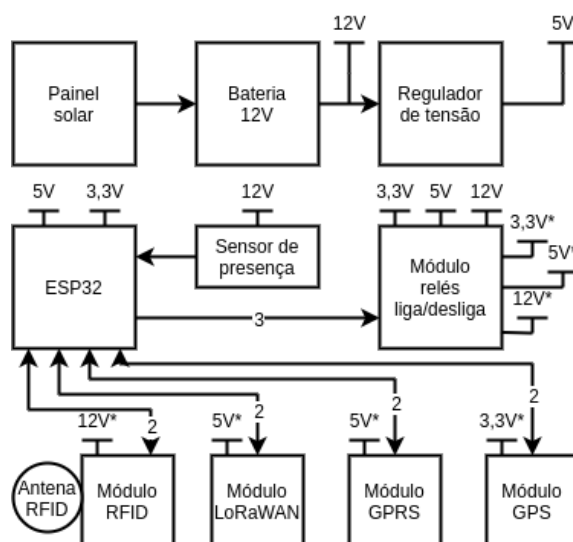 12V
5V
Painel
solar
Bateria
12V
Regulador
de tensão
5V
3,3V
12V
3,3V
5V
12V
3,3V*
5V*
12V*
ESP32
Sensor de
presença
Módulo
relés
liga/desliga
3
2
2
2
2
12V*
5V*
5V*
3,3V*
Antena
RFID
Módulo
RFID
Módulo
LoRaWAN
Módulo
GPRS
Módulo
GPS